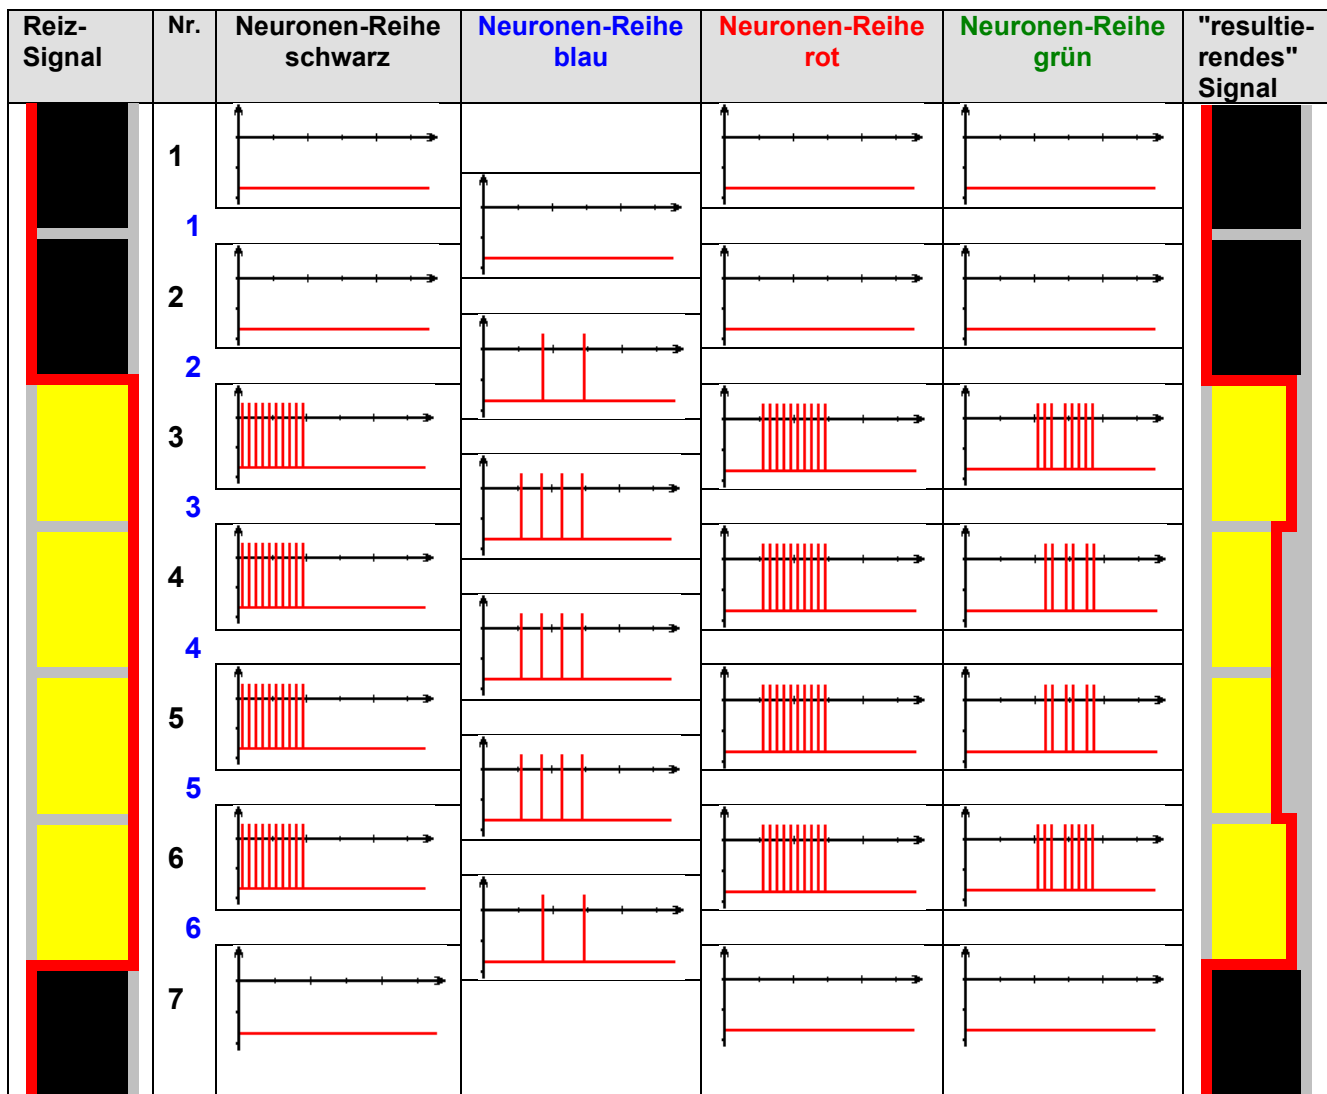 Reiz-
Signal
Nr.
Neuronen-Reihe
schwarz
Neuronen-Reihe
blau
Neuronen-Reihe
rot
Neuronen-Reihe
grün
"resultie-
rendes"
Signal
1
1
2
2
3
3
4
4
5
5
6
6
7